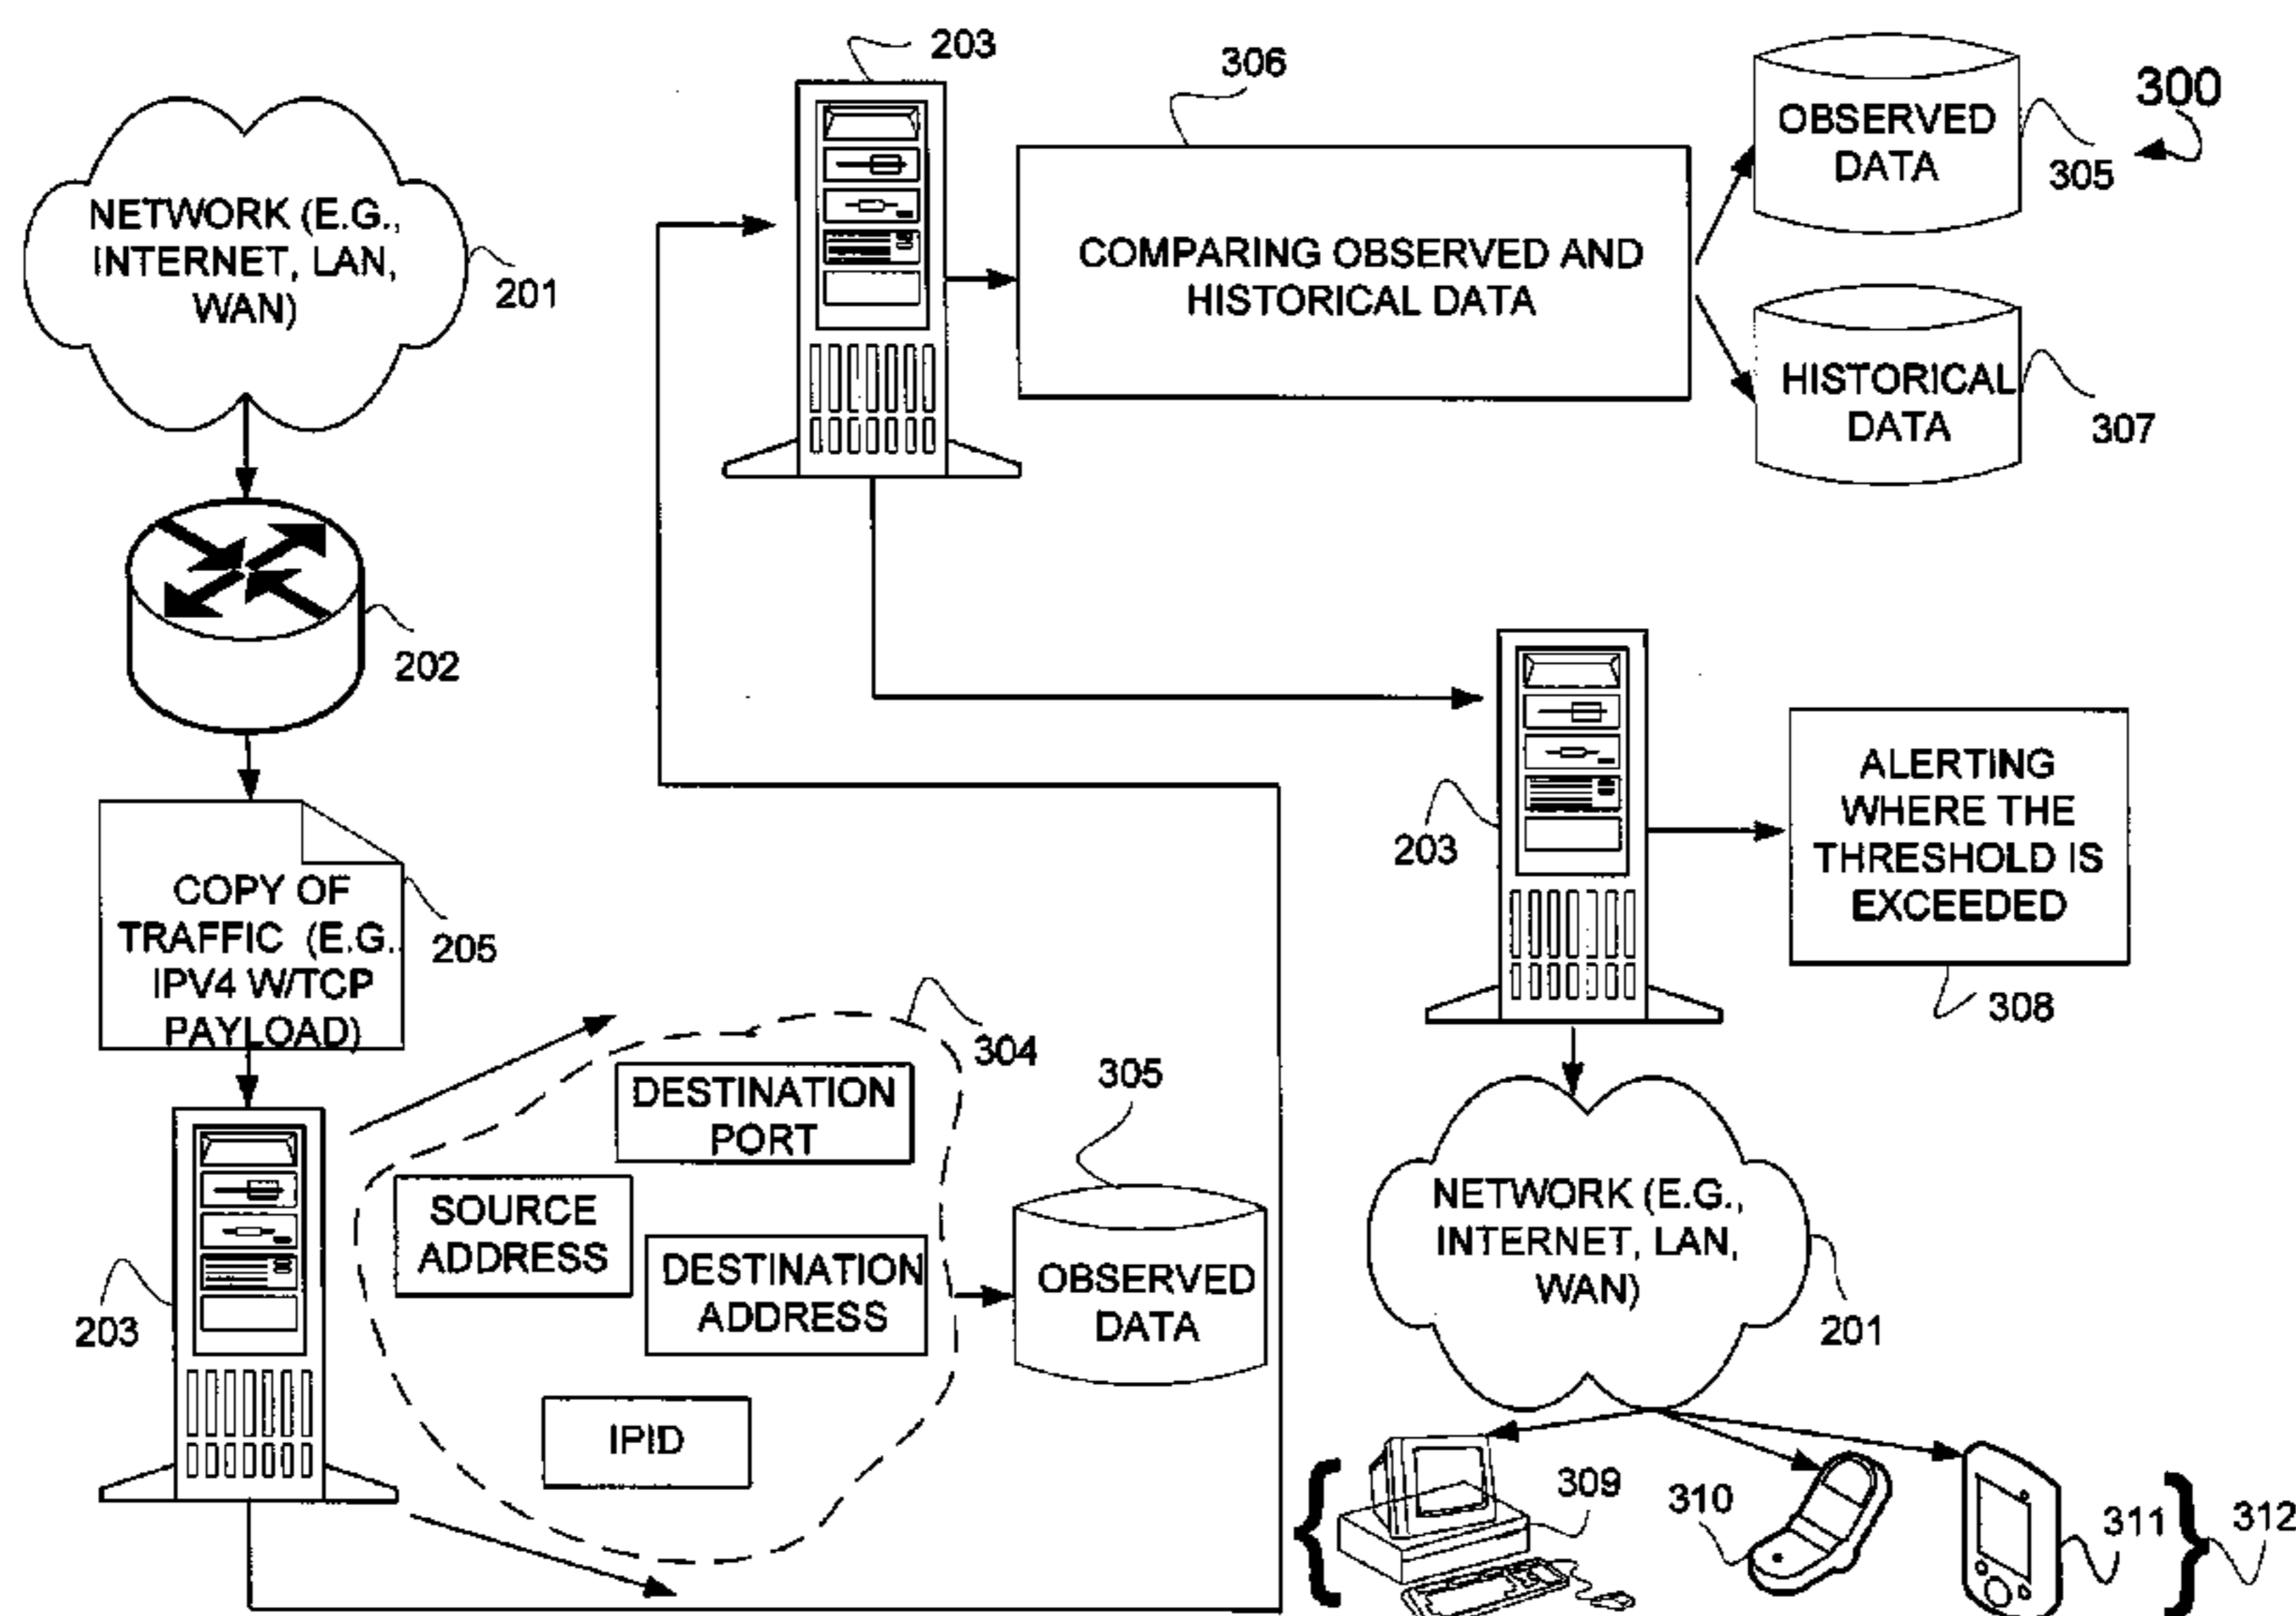 203
306
300
OBSERVED
DATA
305
NETWORK (E.G.,
INTERNET, LAN,
WAN)
201
COMPARING OBSERVED AND
HISTORICAL DATA
HISTORICAL
DATA
307
202
ALERTING
WHERE THE
THRESHOLD IS
EXCEEDED
203
308
COPY OF
TRAFFIC (E.G.
IPV4 W/TCP
PAYLOAD)
205
304
DESTINATION
PORT
SOURCE
ADDRESS
DESTINATION
ADDRESS
IPID
203
305
OBSERVED
DATA
NETWORK (E.G.,
INTERNET, LAN,
WAN)
201
309
310
311
312